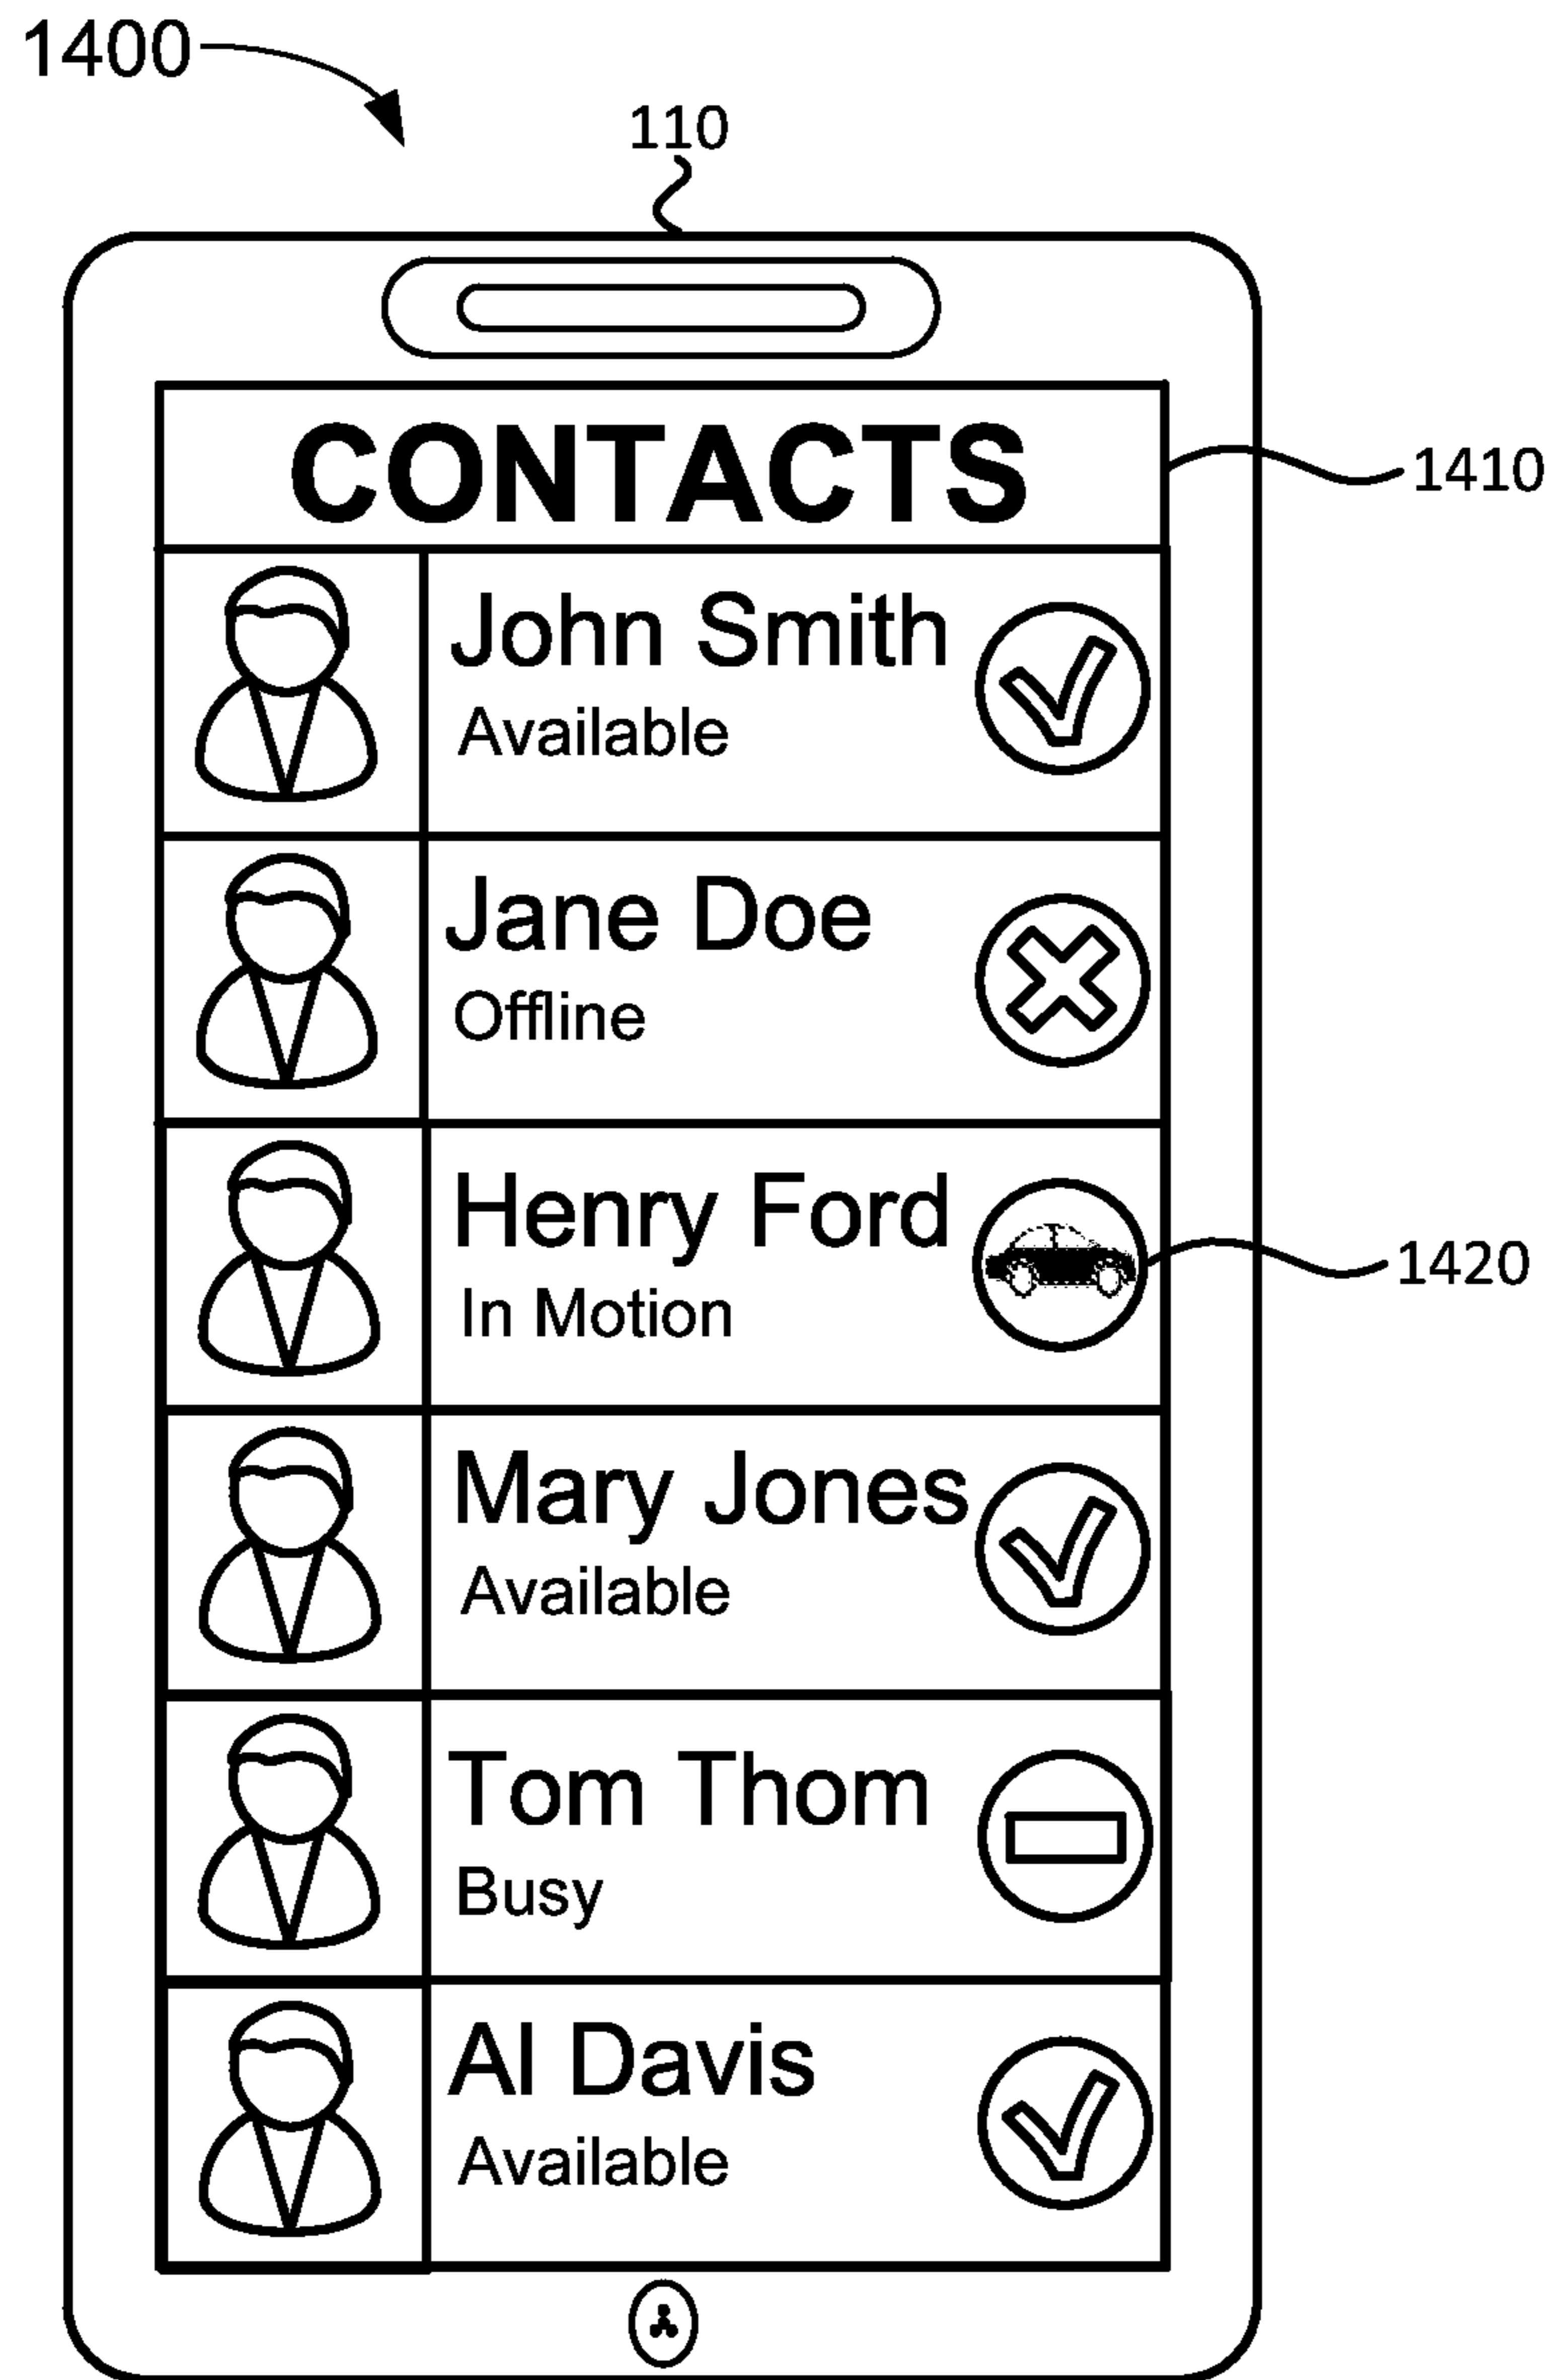 1400
110
CONTACTS
1410
John Smith
Available
Jane Doe
Offline
Henry Ford
In Motion
1420
Mary Jones
Available
Tom Thom
Busy
Al Davis
Available